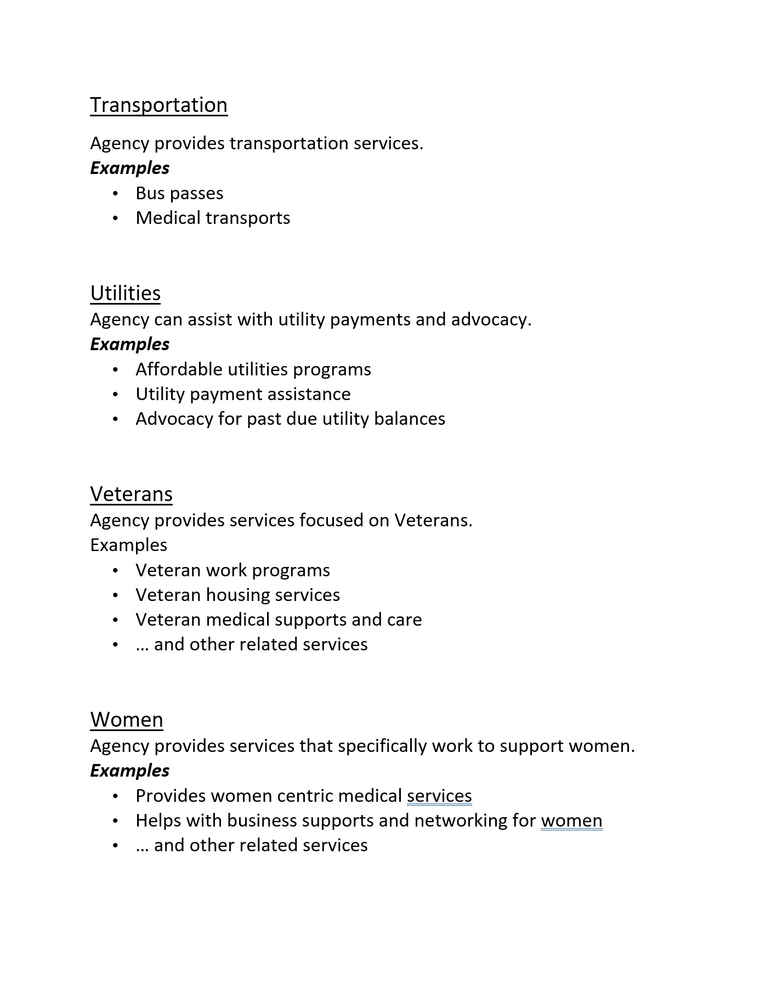 Transportation
Agency provides transportation services.
Examples
• Bus passes
• Medical transports
Utilities
Agency can assist with utility payments and advocacy.
Examples
• Affordable utilities programs
• Utility payment assistance
• Advocacy for past due utility balances
Veterans
Agency provides services focused on Veterans.
Examples
• Veteran work programs
• Veteran housing services
• Veteran medical supports and care
• … and other related services
Women
Agency provides services that specifically work to support women.
Examples
• Provides women centric medical services
• Helps with business supports and networking for women
• … and other related services